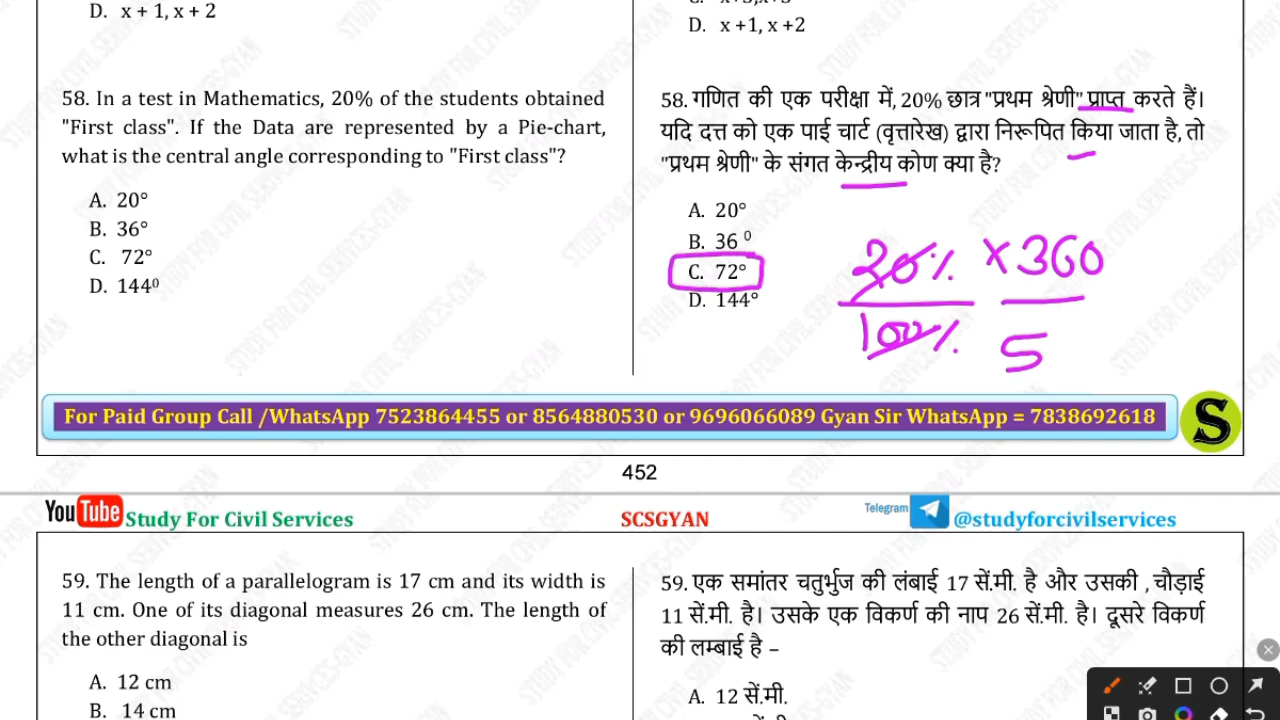 D. x + 1, x + 2
D. x +1, x +2
58. In a test in Mathematics, 20% of the students obtained
"First class". If the Data are represented by a Pie-chart,
what is the central angle corresponding to "First class"?
A. 20°
B. 36°
C. 72°
D. 144⁰
58. गणित की एक परीक्षा में, 20% छात्र "प्रथम श्रेणी" प्राप्त करते हैं।
यदि दत्त को एक पाई चार्ट (वृत्तारेख) द्वारा निरूपित किया जाता है, तो
"प्रथम श्रेणी" के संगत केन्द्रीय कोण क्या है?
A. 20°
B. 36 ⁰
C. 72°
D. 144°
20% × 360
100% 5
For Paid Group Call /WhatsApp 7523864455 or 8564880530 or 9696066089 Gyan Sir WhatsApp = 7838692618
S
452
YouTube Study For Civil Services
SCSGYAN
Telegram @studyforcivilservices
59. The length of a parallelogram is 17 cm and its width is
11 cm. One of its diagonal measures 26 cm. The length of
the other diagonal is
A. 12 cm
B. 14 cm
59. एक समांतर चतुर्भुज की लंबाई 17 सें.मी. है और उसकी , चौड़ाई
11 सें.मी. है। उसके एक विकर्ण की नाप 26 सें.मी. है। दूसरे विकर्ण
की लम्बाई है –
A. 12 सें.मी.